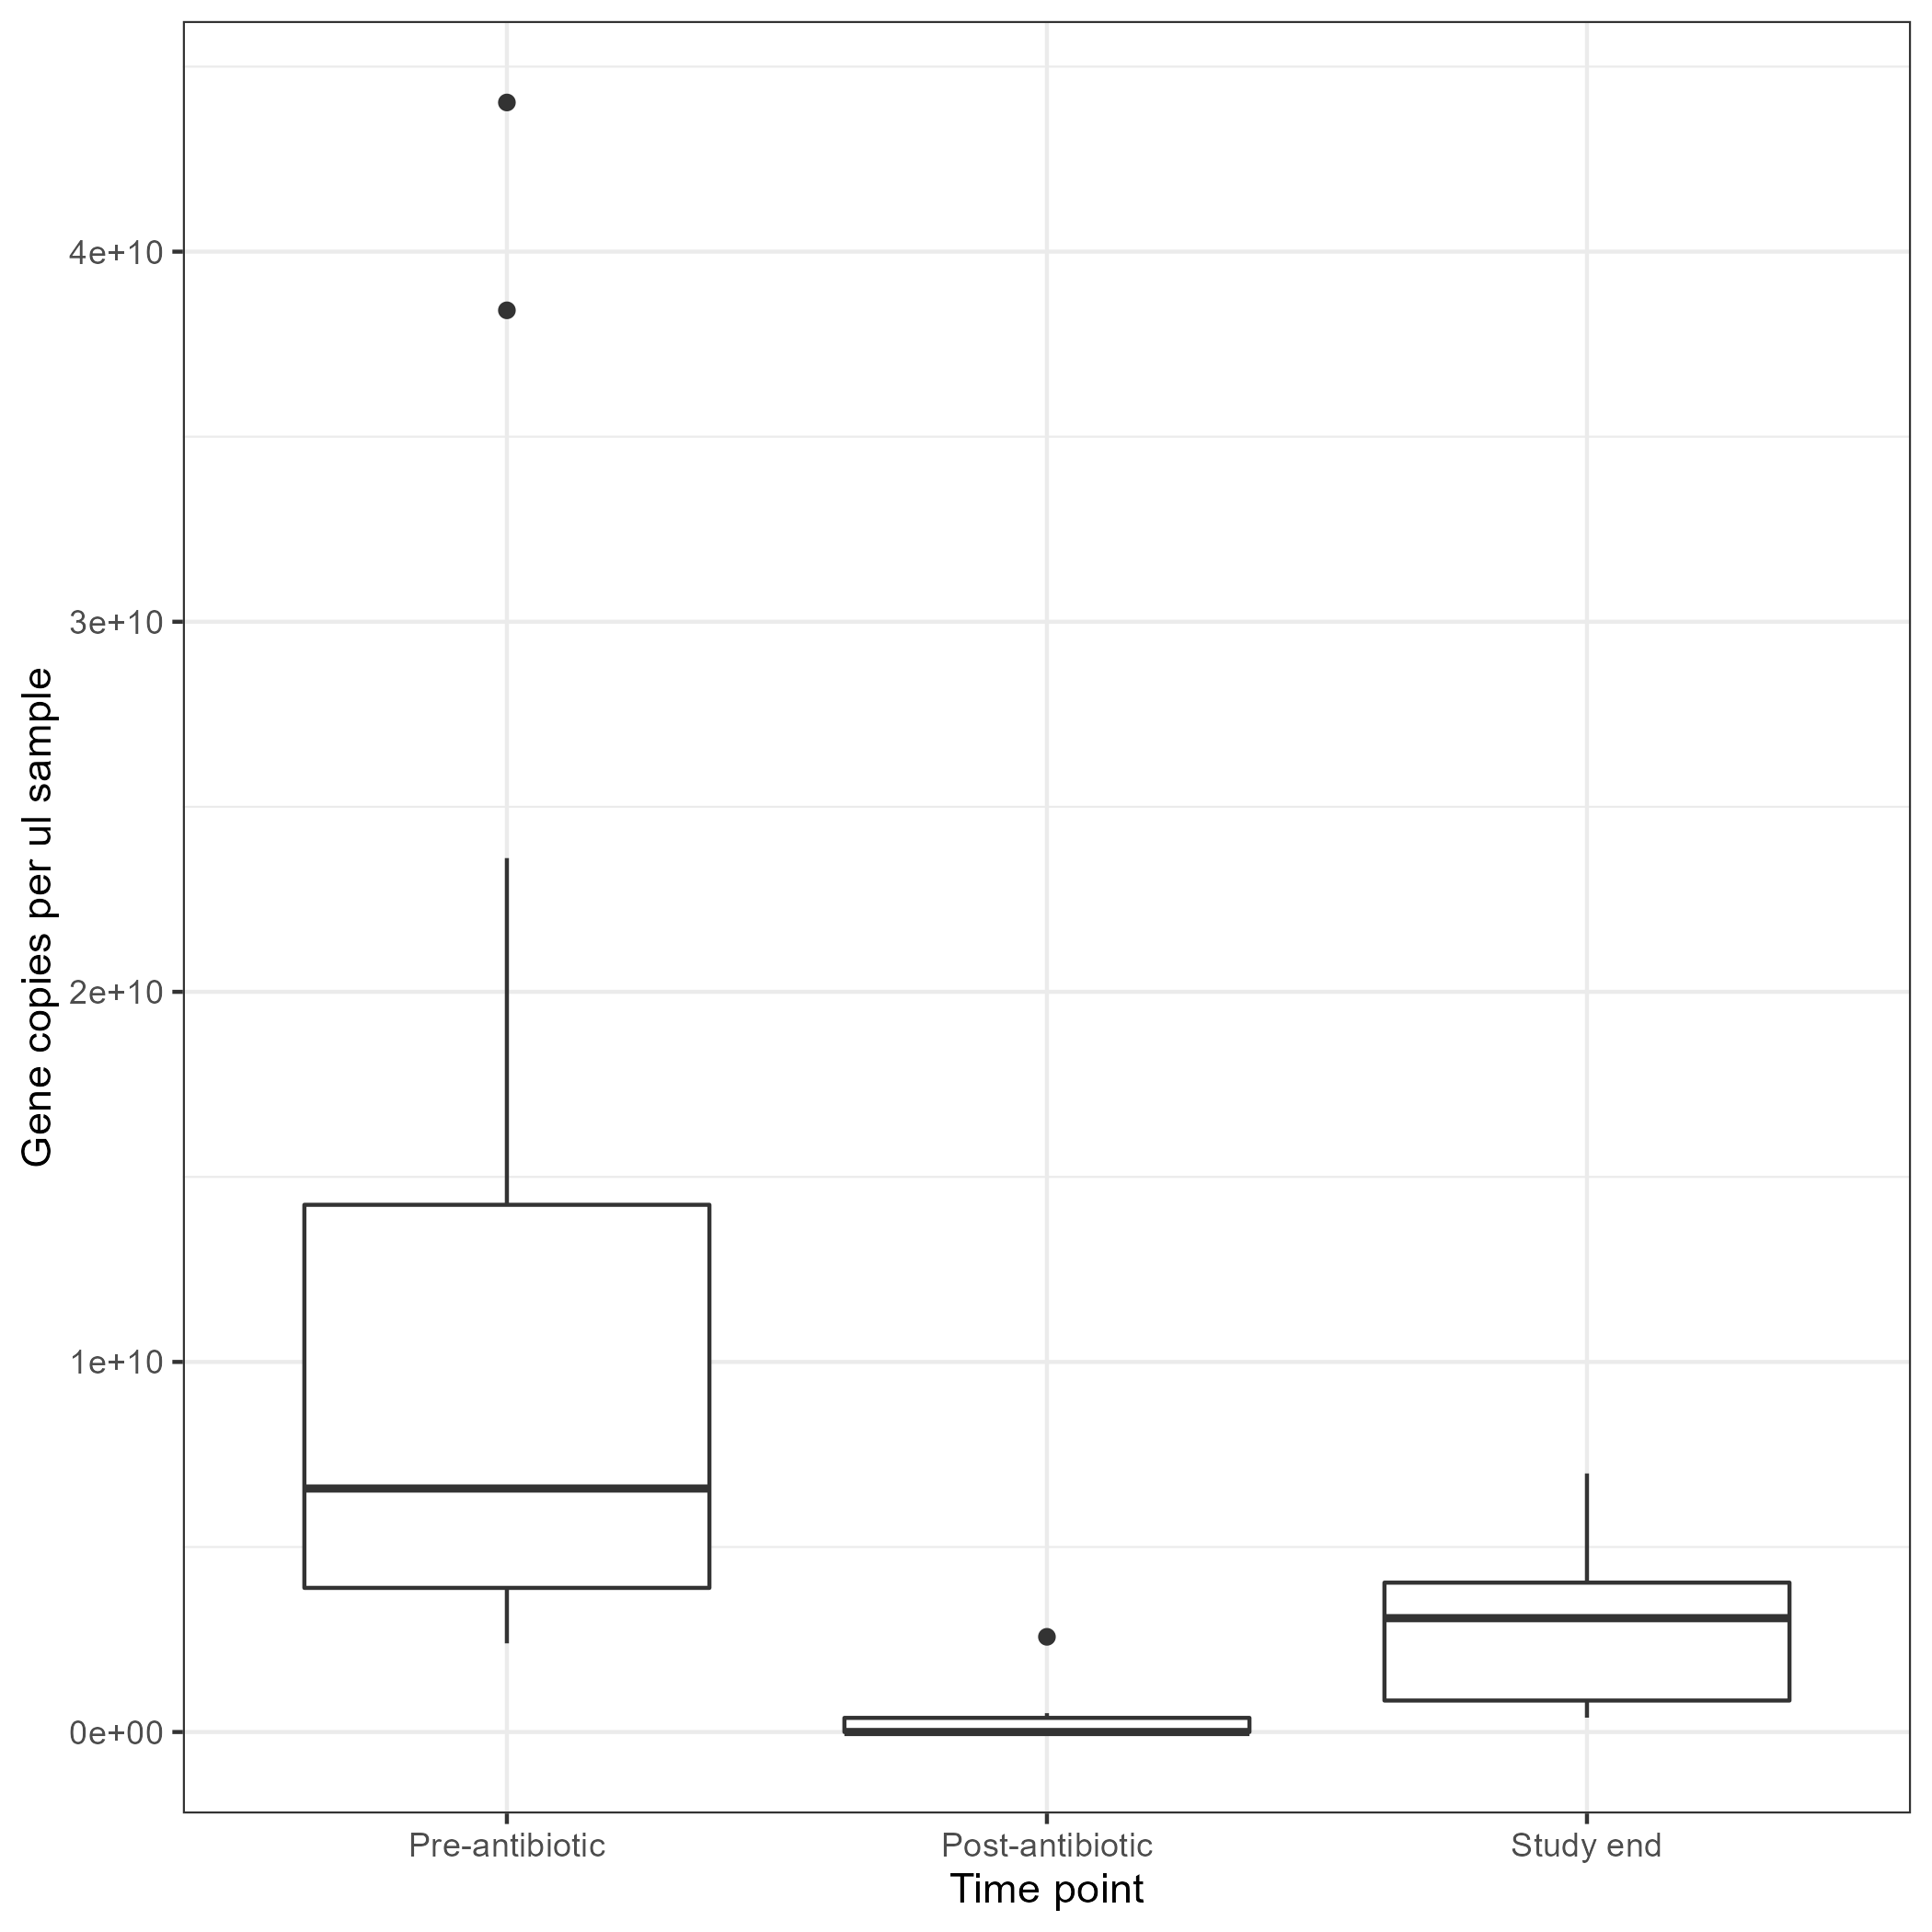 Gene copies per ul sample
4e+10
3e+10
2e+10
1e+10
0e+00
Pre-antibiotic
Post-antibiotic
Study end
Time point